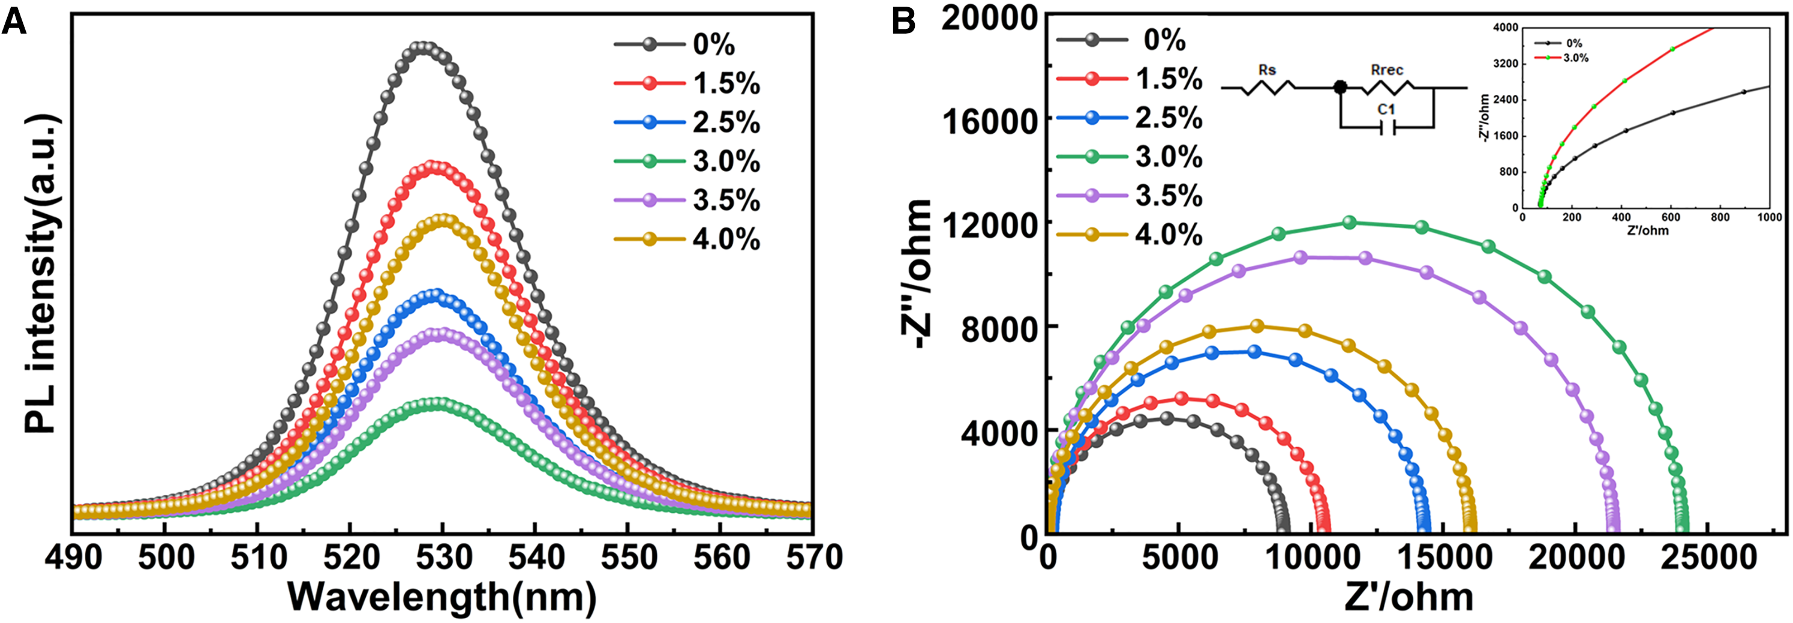 A
PL intensity(a.u.)
0%
1.5%
2.5%
3.0%
3.5%
4.0%
490 500 510 520 530 540 550 560 570
Wavelength(nm)
B
-Z''/ohm
20000
16000
12000
8000
4000
0
0%
1.5%
2.5%
3.0%
3.5%
4.0%
Rs
Rrec
C1
-Z''/ohm
4000
3200
2400
1600
800
0
0%
3.0%
0 200 400 600 800 1000
Z'/ohm
0 5000 10000 15000 20000 25000
Z'/ohm